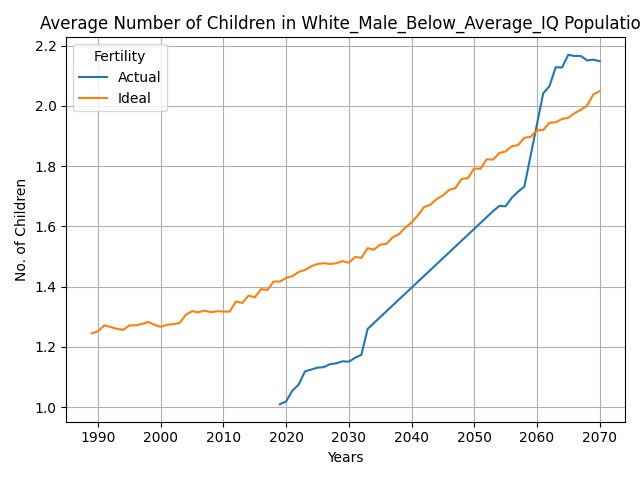 Average Number of Children in White_Male_Below_Average_IQ Populatio
Fertility
Actual
Ideal
2.2
2.0
1.8
1.6
1.4
1.2
1.0
No. of Children
1990 2000 2010 2020 2030 2040 2050 2060 2070
Years